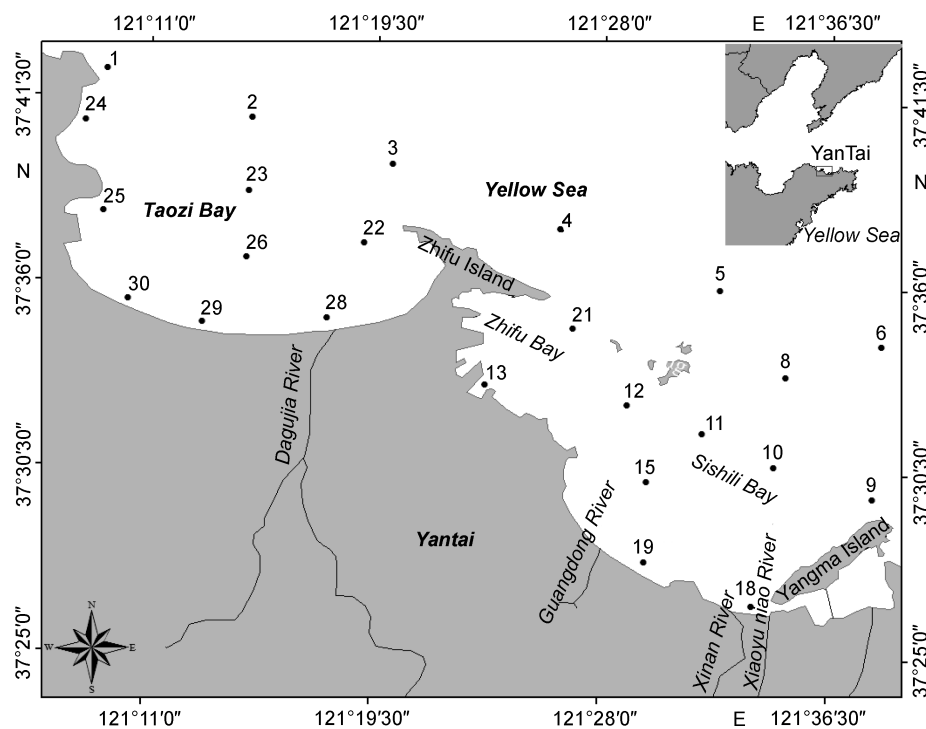 121°11'0"
121°19'30"
121°28'0"
E
121°36'30"
37°41'30"
N
37°36'0"
37°30'30"
37°25'0"
37°41'30"
N
37°36'0"
37°30'30"
37°25'0"
1
24
2
3
23
25
Taozi Bay
Yellow Sea
22
4
26
Zhifu Island
30
29
28
5
21
Zhifu Bay
6
8
13
12
11
10
Sishili Bay
15
9
Dagujia River
Guangdong River
Yantai
19
18
Xinan River
Xiaoyu niao River
Yangma Island
YanTai
Yellow Sea
N
W
E
S
121°11'0"
121°19'30"
121°28'0"
E
121°36'30"